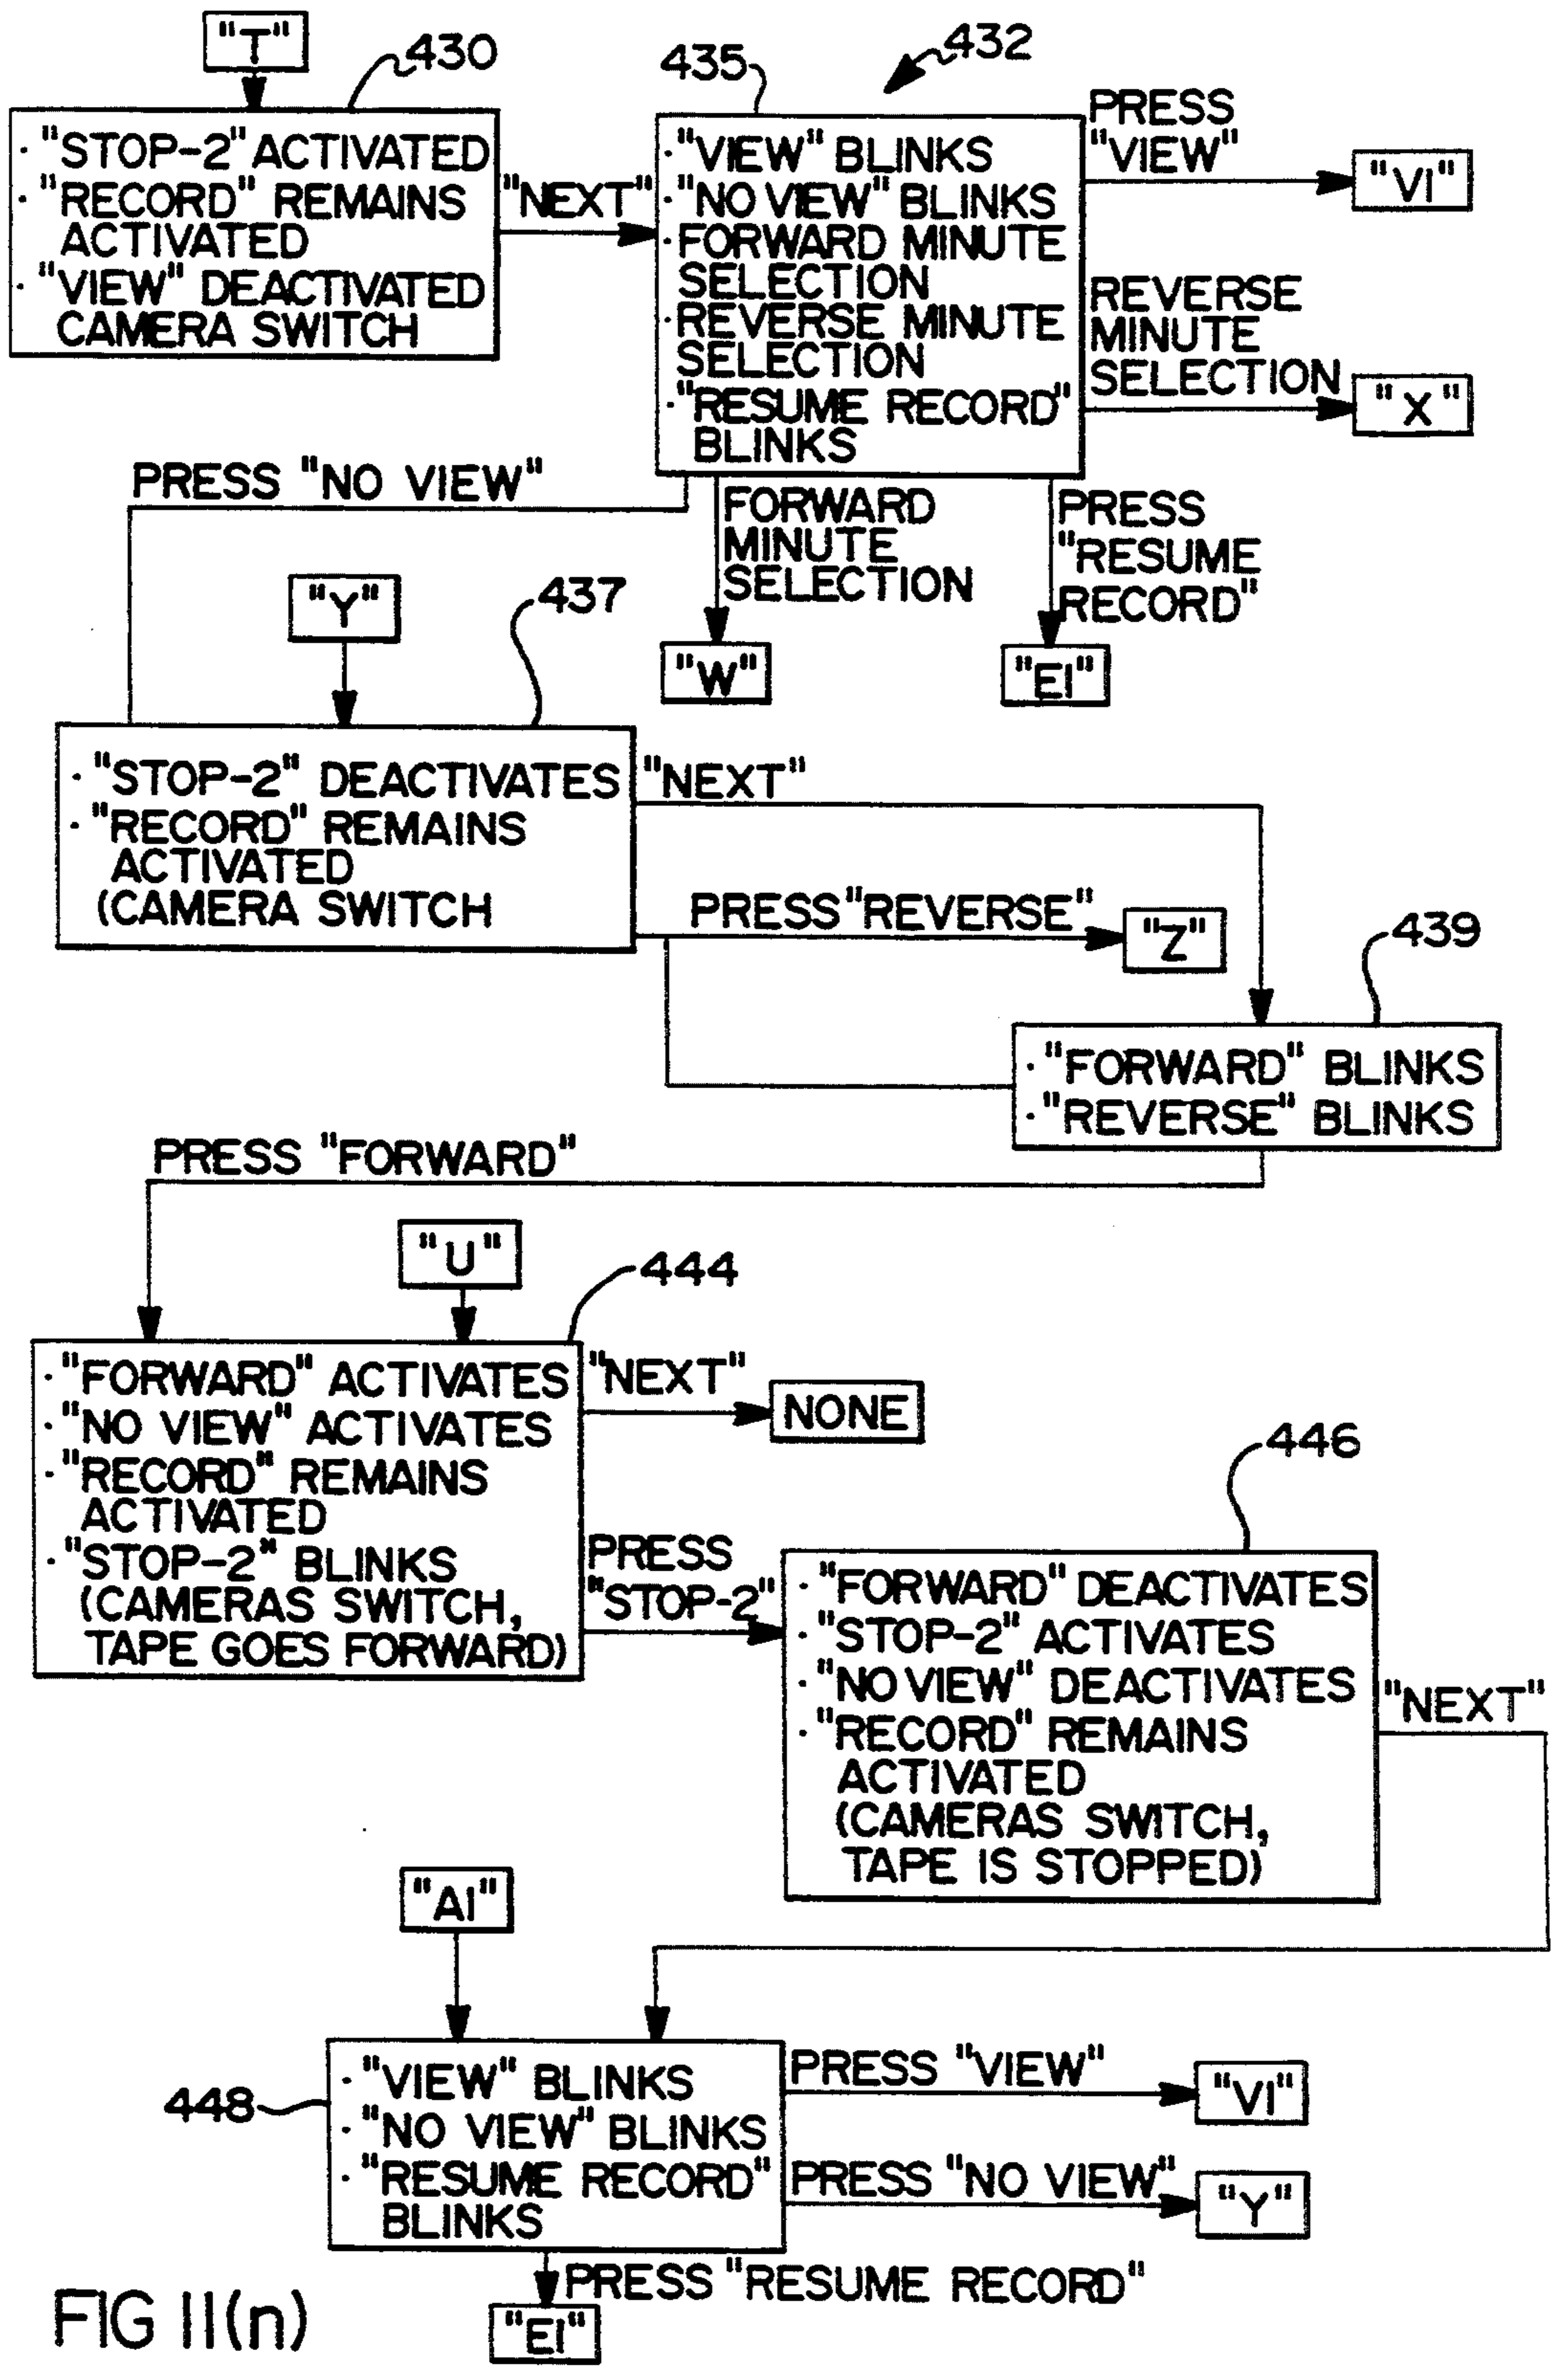 "T"
430
· "STOP-2" ACTIVATED
· "RECORD" REMAINS
ACTIVATED
· "VIEW" DEACTIVATED
CAMERA SWITCH
"NEXT"
432
435
· "VIEW" BLINKS
· "NO VIEW" BLINKS
· FORWARD MINUTE
SELECTION
· REVERSE MINUTE
SELECTION
· "RESUME RECORD"
BLINKS
PRESS
"VIEW"
"V1"
REVERSE
MINUTE
SELECTION
"X"
PRESS "NO VIEW"
FORWARD
MINUTE
SELECTION
"W"
PRESS
"RESUME
RECORD"
"E1"
"Y"
437
· "STOP-2" DEACTIVATES
· "RECORD" REMAINS
ACTIVATED
(CAMERA SWITCH
"NEXT"
PRESS "REVERSE"
"Z"
439
· "FORWARD" BLINKS
· "REVERSE" BLINKS
PRESS "FORWARD"
"U"
444
· "FORWARD" ACTIVATES
· "NO VIEW" ACTIVATES
· "RECORD" REMAINS
ACTIVATED
· "STOP-2" BLINKS
(CAMERAS SWITCH,
TAPE GOES FORWARD)
"NEXT"
NONE
PRESS
"STOP-2"
446
· "FORWARD" DEACTIVATES
· "STOP-2" ACTIVATES
· "NO VIEW" DEACTIVATES
· "RECORD" REMAINS
ACTIVATED
(CAMERAS SWITCH,
TAPE IS STOPPED)
"NEXT"
"A1"
448
· "VIEW" BLINKS
· "NO VIEW" BLINKS
· "RESUME RECORD"
BLINKS
PRESS "VIEW"
"V1"
PRESS "NO VIEW"
"Y"
PRESS "RESUME RECORD"
"E1"
FIG 11(n)